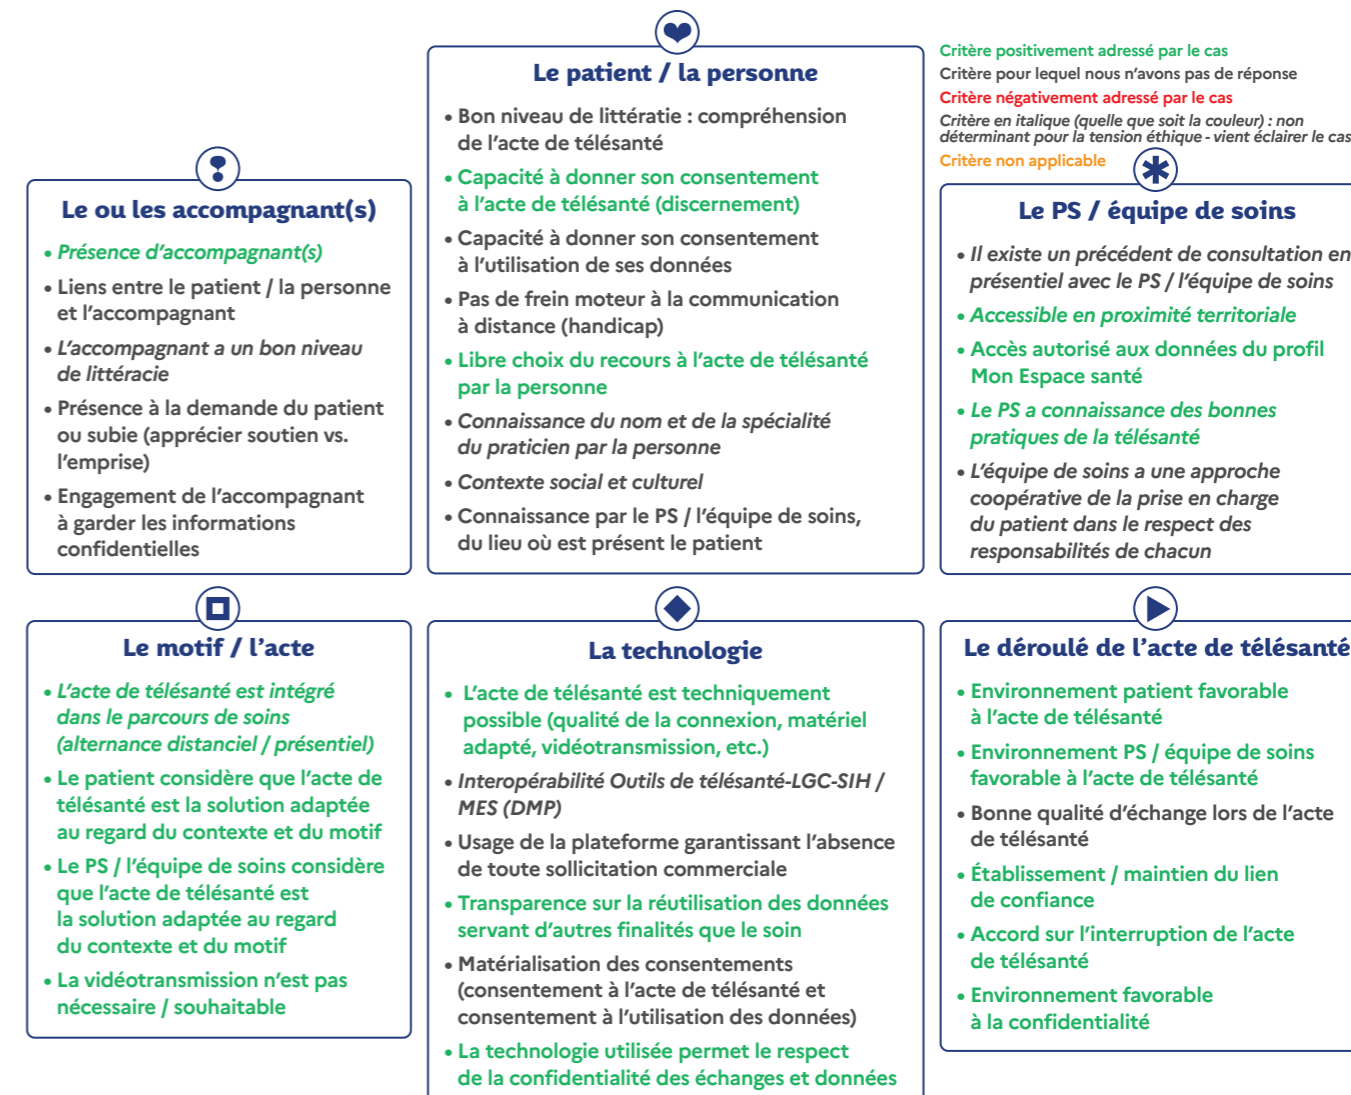 Le patient / la personne
• Bon niveau de littératie : compréhension
de l'acte de télésanté
• Capacité à donner son consentement
à l'acte de télésanté (discernement)
• Capacité à donner son consentement
à l'utilisation de ses données
• Pas de frein moteur à la communication
à distance (handicap)
• Libre choix du recours à l'acte de télésanté
par la personne
• Connaissance du nom et de la spécialité
du praticien par la personne
• Contexte social et culturel
• Connaissance par le PS / l'équipe de soins,
du lieu où est présent le patient
Critère positivement adressé par le cas
Critère pour lequel nous n'avons pas de réponse
Critère négativement adressé par le cas
Critère en italique (quelle que soit la couleur) : non
déterminant pour la tension éthique - vient éclairer le cas
Critère non applicable
Le ou les accompagnant(s)
• Présence d'accompagnant(s)
• Liens entre le patient / la personne
et l'accompagnant
• L'accompagnant a un bon niveau
de littéracie
• Présence à la demande du patient
ou subie (apprécier soutien vs.
l'emprise)
• Engagement de l'accompagnant
à garder les informations
confidentielles
Le PS / équipe de soins
• Il existe un précédent de consultation en
présentiel avec le PS / l'équipe de soins
• Accessible en proximité territoriale
• Accès autorisé aux données du profil
Mon Espace santé
• Le PS a connaissance des bonnes
pratiques de la télésanté
• L'équipe de soins a une approche
coopérative de la prise en charge
du patient dans le respect des
responsabilités de chacun
Le motif / l'acte
• L'acte de télésanté est intégré
dans le parcours de soins
(alternance distanciel / présentiel)
• Le patient considère que l'acte de
télésanté est la solution adaptée
au regard du contexte et du motif
• Le PS / l'équipe de soins considère
que l'acte de télésanté est
la solution adaptée au regard
du contexte et du motif
• La vidéotransmission n'est pas
nécessaire / souhaitable
La technologie
• L'acte de télésanté est techniquement
possible (qualité de la connexion, matériel
adapté, vidéotransmission, etc.)
• Interopérabilité Outils de télésanté-LGC-SIH /
MES (DMP)
• Usage de la plateforme garantissant l'absence
de toute sollicitation commerciale
• Transparence sur la réutilisation des données
servant d'autres finalités que le soin
• Matérialisation des consentements
(consentement à l'acte de télésanté et
consentement à l'utilisation des données)
• La technologie utilisée permet le respect
de la confidentialité des échanges et données
Le déroulé de l'acte de télésanté
• Environnement patient favorable
à l'acte de télésanté
• Environnement PS / équipe de soins
favorable à l'acte de télésanté
• Bonne qualité d'échange lors de l'acte
de télésanté
• Établissement / maintien du lien
de confiance
• Accord sur l'interruption de l'acte
de télésanté
• Environnement favorable
à la confidentialité